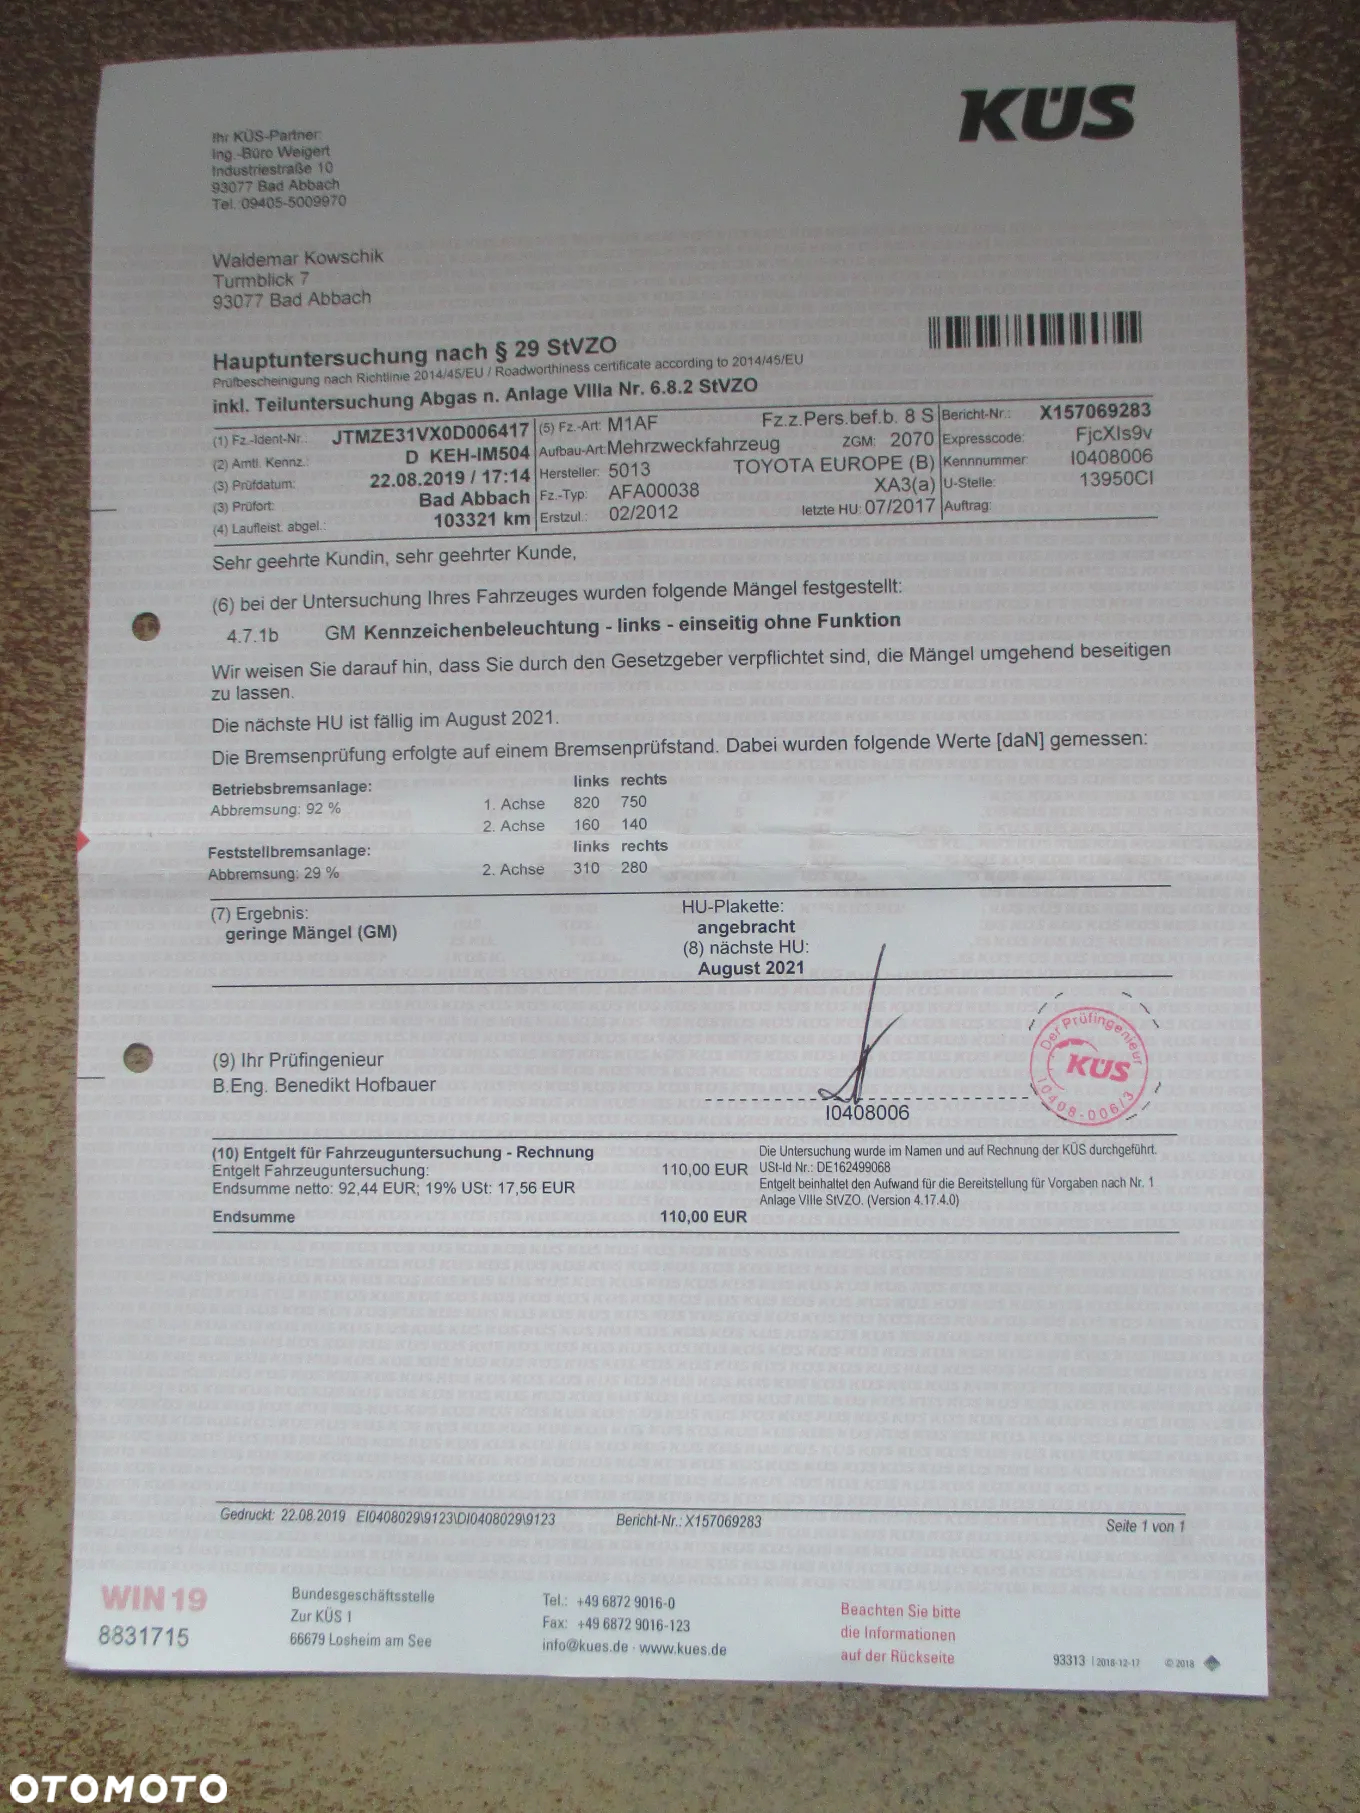 KÜS
Ihr KÜS-Partner:
Ing.-Büro Weigert
Industriestraße 10
93077 Bad Abbach
Tel. 09405-5009970
Waldemar Kowschik
Turmblick 7
93077 Bad Abbach
Hauptuntersuchung nach § 29 StVZO
Prüfbescheinigung nach Richtlinie 2014/45/EU / Roadworthiness certificate according to 2014/45/EU
inkl. Teiluntersuchung Abgas n. Anlage VIIIa Nr. 6.8.2 StVZO
(1) Fz.-Ident-Nr.: JTMZE31VX0D006417 (5) Fz.-Art: M1AF Fz.z.Pers.bef.b. 8 S Bericht-Nr.: X157069283
(2) Amtl. Kennz.: D KEH-IM504 Aufbau-Art: Mehrzweckfahrzeug ZGM: 2070 Expresscode: FjcXIs9v
(3) Prüfdatum: 22.08.2019 / 17:14 Hersteller: 5013 TOYOTA EUROPE (B) Kennnummer I0408006
(3) Prüfort: Bad Abbach Fz.-Typ: AFA00038 XA3(a) U-Stelle: 13950CI
(4) Laufleist. abgel.: 103321 km Erstzul.: 02/2012 letzte HU: 07/2017 Auftrag:
Sehr geehrte Kundin, sehr geehrter Kunde,
(6) bei der Untersuchung Ihres Fahrzeuges wurden folgende Mängel festgestellt:
4.7.1b GM Kennzeichenbeleuchtung - links - einseitig ohne Funktion
Wir weisen Sie darauf hin, dass Sie durch den Gesetzgeber verpflichtet sind, die Mängel umgehend beseitigen
zu lassen.
Die nächste HU ist fällig im August 2021.
Die Bremsenprüfung erfolgte auf einem Bremsenprüfstand. Dabei wurden folgende Werte [daN] gemessen:
Betriebsbremsanlage: links rechts
Abbremsung: 92 % 1. Achse 820 750
2. Achse 160 140
Feststellbremsanlage: links rechts
Abbremsung: 29 % 2. Achse 310 280
(7) Ergebnis: HU-Plakette:
geringe Mängel (GM) angebracht
(8) nächste HU:
August 2021
(9) Ihr Prüfingenieur
B.Eng. Benedikt Hofbauer
I0408006
Der Prüfingenieur
KÜS
I0408-006/3
(10) Entgelt für Fahrzeuguntersuchung - Rechnung
Entgelt Fahrzeuguntersuchung: 110,00 EUR
Endsumme netto: 92,44 EUR; 19% USt: 17,56 EUR
Endsumme 110,00 EUR
Die Untersuchung wurde im Namen und auf Rechnung der KÜS durchgeführt.
USt-Id Nr.: DE162499068
Entgelt beinhaltet den Aufwand für die Bereitstellung für Vorgaben nach Nr. 1
Anlage VIIIe StVZO. (Version 4.17.4.0)
Gedruckt: 22.08.2019 EI0408029\9123\DI0408029\9123 Bericht-Nr.: X157069283 Seite 1 von 1
WIN 19
8831715
Bundesgeschäftsstelle
Zur KÜS 1
66679 Losheim am See
Tel.: +49 6872 9016-0
Fax: +49 6872 9016-123
info@kues.de · www.kues.de
Beachten Sie bitte
die Informationen
auf der Rückseite
93313 | 2018-12-17 © 2018
OTOMOTO